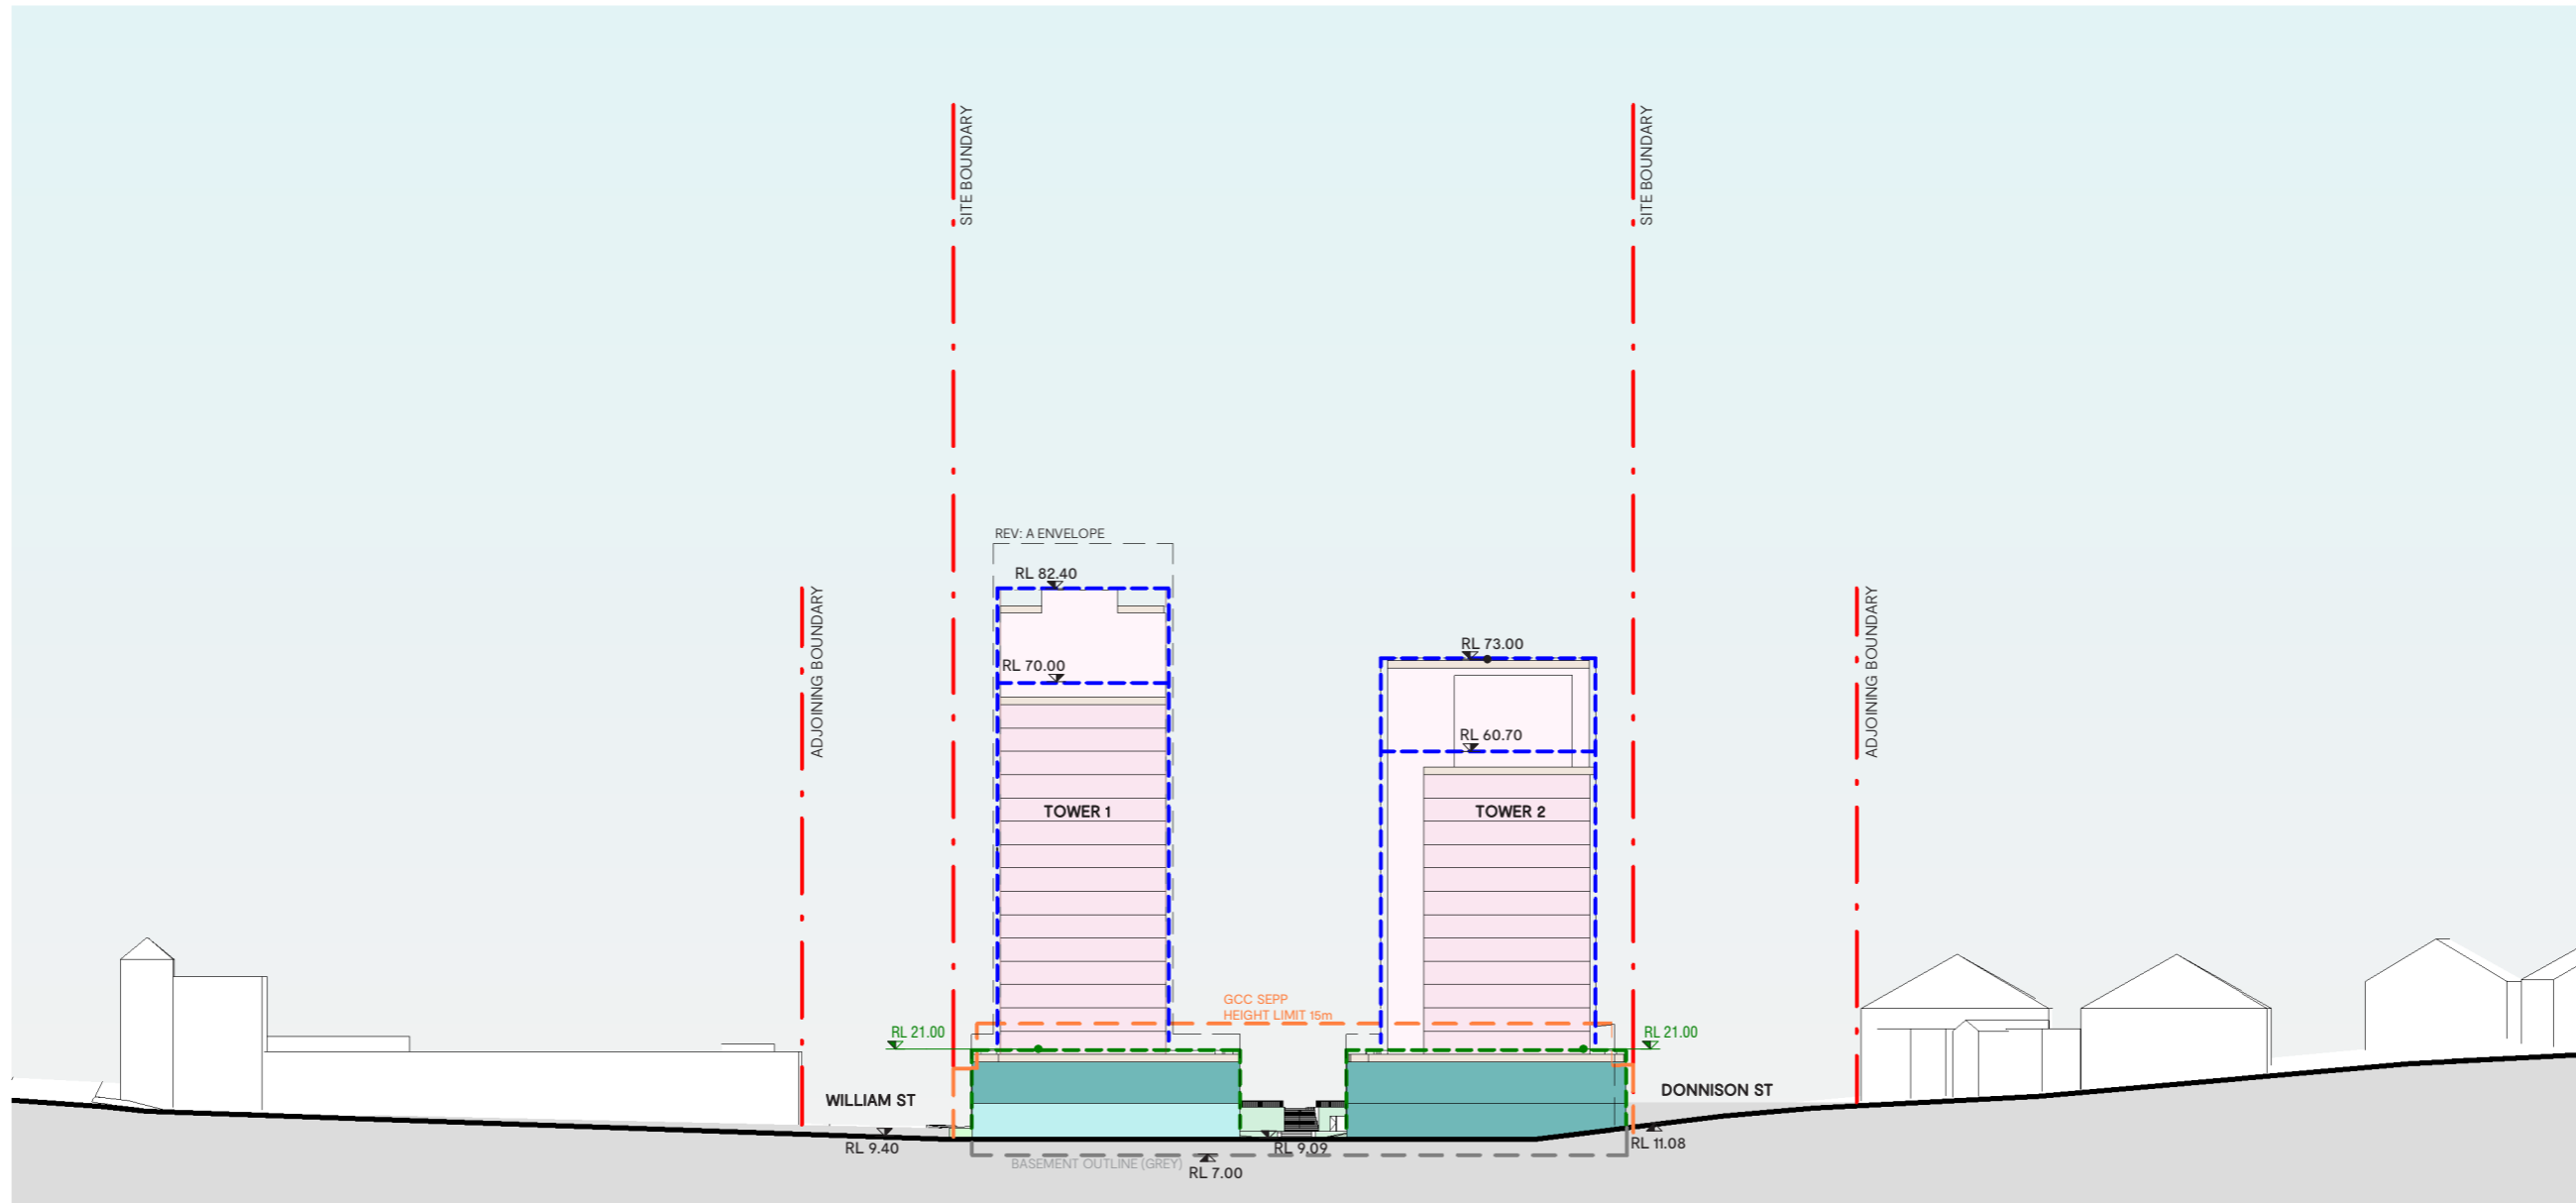 SITE BOUNDARY
SITE BOUNDARY
REV: A ENVELOPE
RL 82.40
ADJOINING BOUNDARY
ADJOINING BOUNDARY
RL 73.00
RL 70.00
RL 60.70
TOWER 1
TOWER 2
GCC SEPP
HEIGHT LIMIT 15m
RL 21.00
RL 21.00
WILLIAM ST
DONNISON ST
RL 9.40
RL 9.09
RL 11.08
BASEMENT OUTLINE (GREY)
RL 7.00